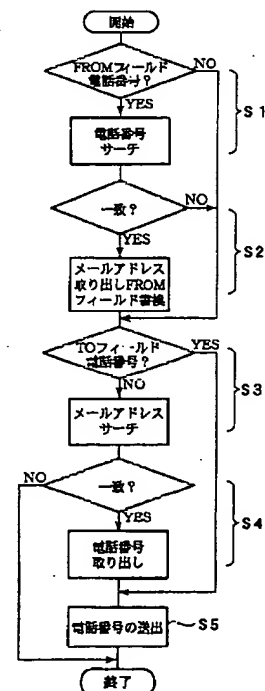 開始
FROMフィールド
電話番号？
NO
YES
S1
電話番号
サーチ
一致？
NO
YES
S2
メールアドレス
取り出しFROM
フィールド書換
TOフィールド
電話番号？
YES
NO
S3
メールアドレス
サーチ
NO
一致？
YES
S4
電話番号
取り出し
電話番号の送出
S5
終了